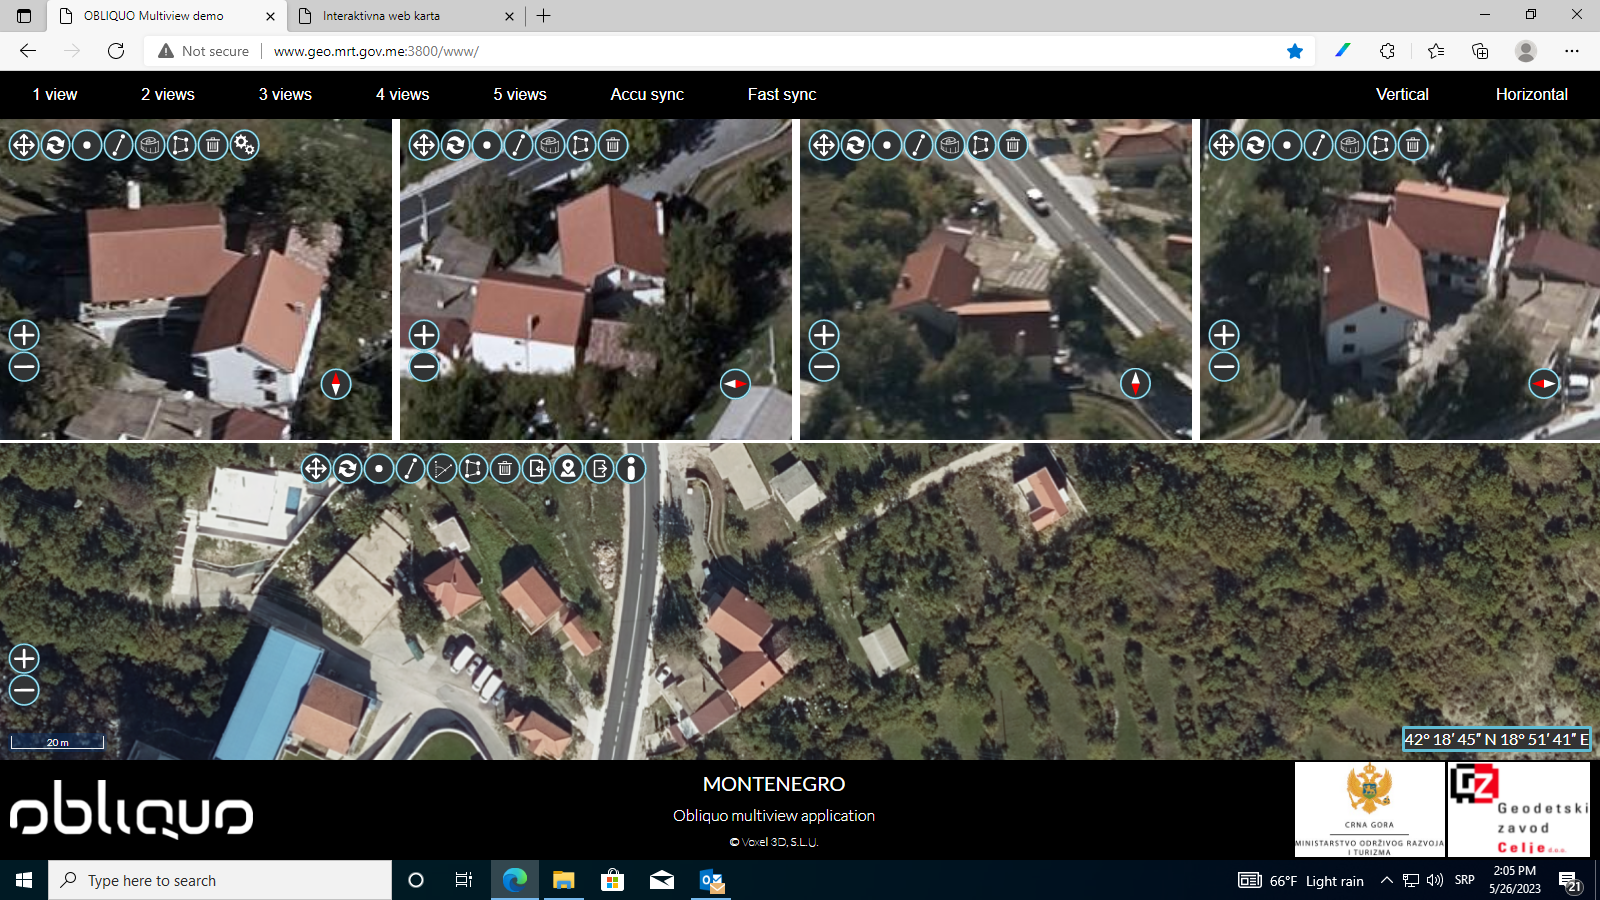 OBLIQUO Multiview demo
Interaktivna web karta
Not secure
www.geo.mrt.gov.me:3800/www/
1 view
2 views
3 views
4 views
5 views
Accu sync
Fast sync
Vertical
Horizontal
20 m
42° 18′ 45″ N 18° 51′ 41″ E
obliquo
MONTENEGRO
Obliquo multiview application
© Voxel 3D, S.L.U.
CRNA GORA
MINISTARSTVO ODRŽIVOG RAZVOJA
I TURIZMA
GZ
Geodetski
zavod
Celje d.o.o.
Type here to search
66°F Light rain
SRP
2:05 PM
5/26/2023
21